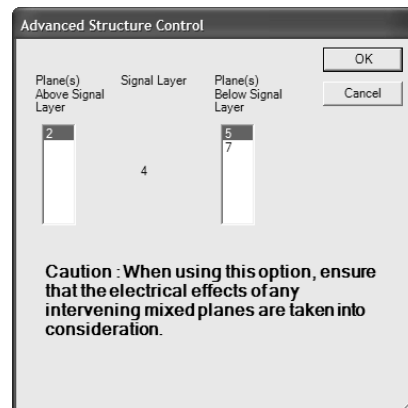 Advanced Structure Control
OK
Cancel
Plane(s)
Above Signal
Layer
Signal Layer
Plane(s)
Below Signal
Layer
2
4
5
7
Caution : When using this option, ensure
that the electrical effects of any
intervening mixed planes are taken into
consideration.